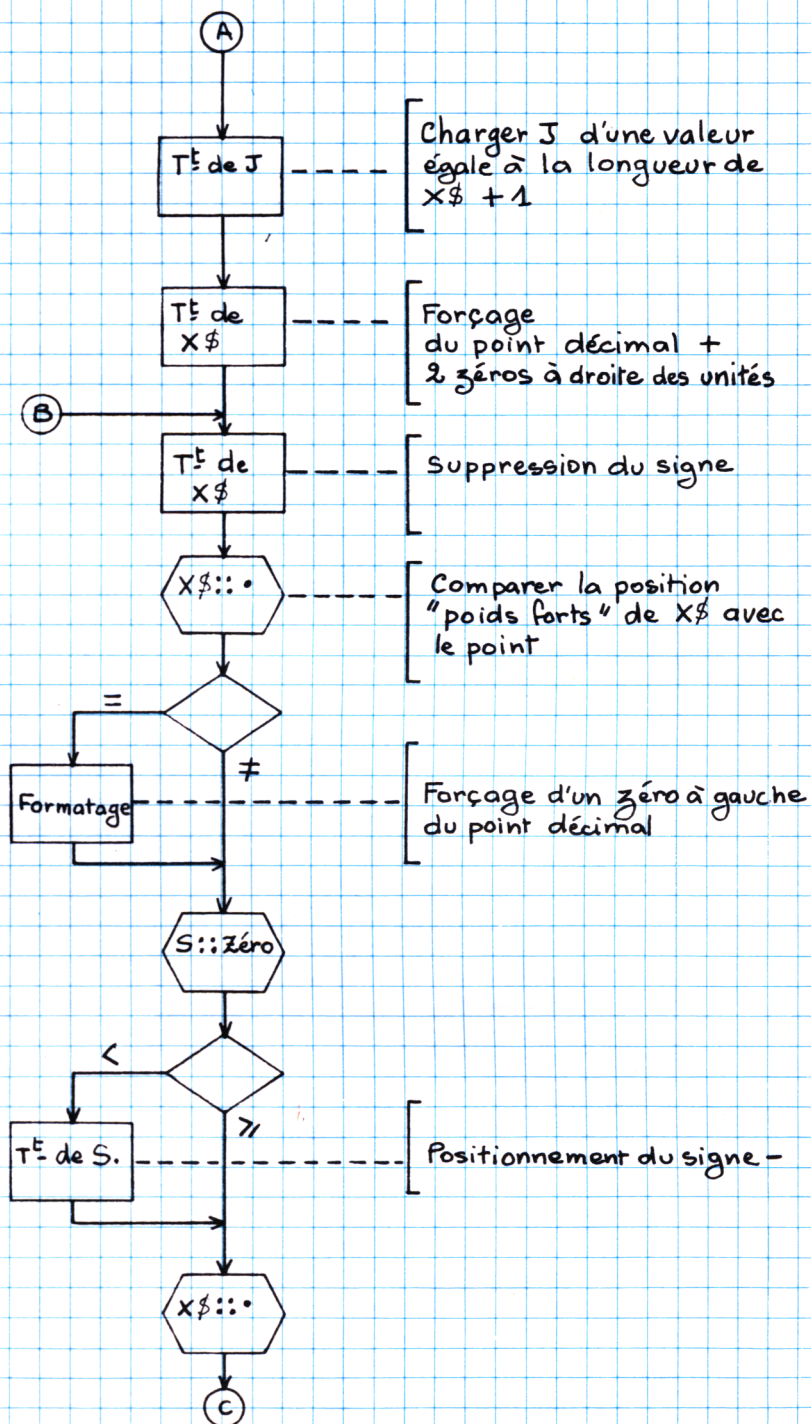 A
Tt de J
Charger J d'une valeur
égale à la longueur de
X$ + 1
Tt de
X$
Forçage
du point décimal +
2 zéros à droite des unités
B
Tt de
X$
Suppression du signe
X$::•
Comparer la position
"poids forts" de X$ avec
le point
=
≠
Formatage
Forçage d'un zéro à gauche
du point décimal
S::Zéro
<
⩾
Tt de S.
Positionnement du signe -
X$::•
C